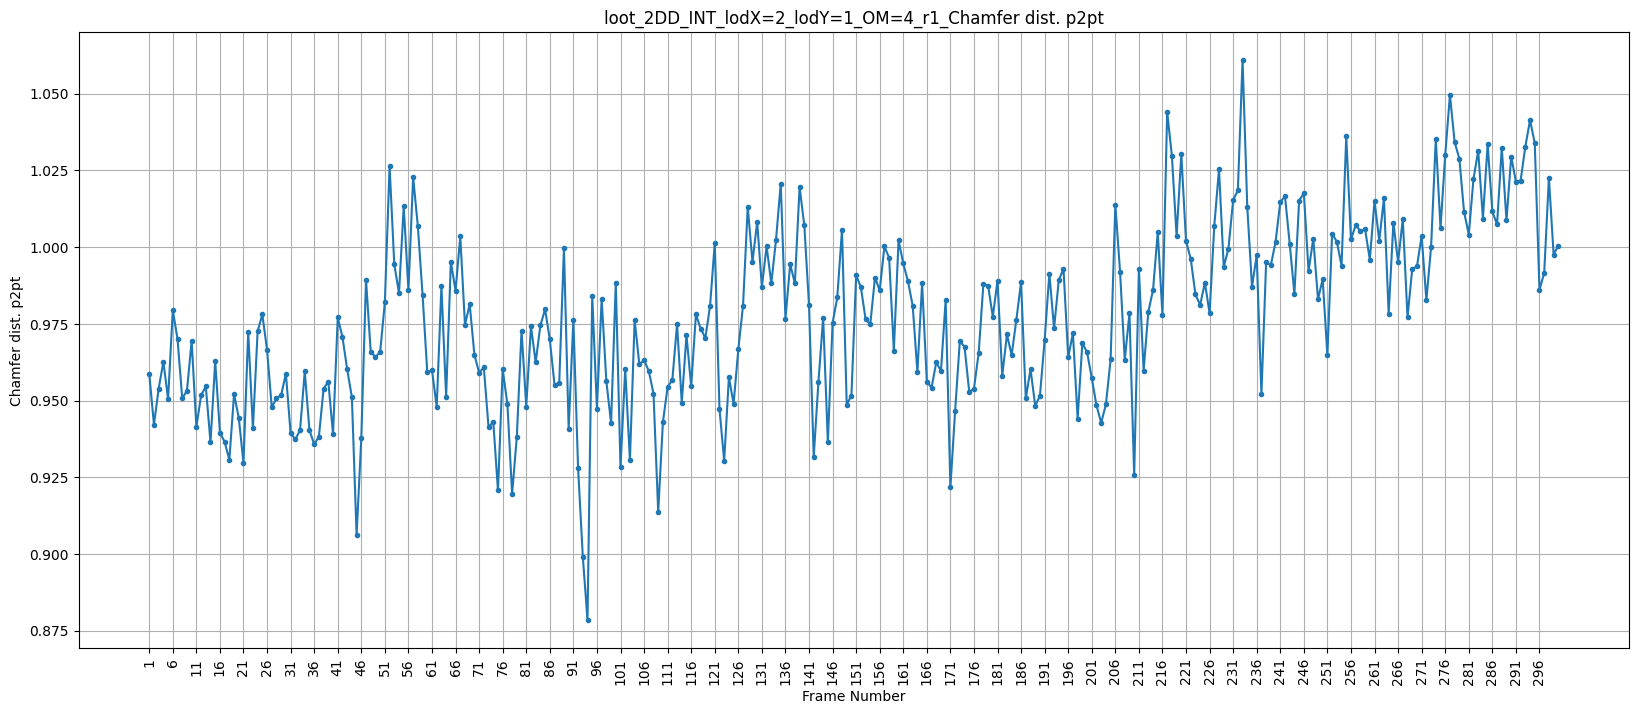 loot_2DD_INT_lodX=2_lodY=1_OM=4_r1_Chamfer dist. p2pt
Chamfer dist. p2pt
1.050
1.025
1.000
0.975
0.950
0.925
0.900
0.875
1 6 11 16 21 26 31 36 41 46 51 56 61 66 71 76 81 86 91 96 101 106 111 116 121 126 131 136 141 146 151 156 161 166 171 176 181 186 191 196 201 206 211 216 221 226 231 236 241 246 251 256 261 266 271 276 281 286 291 296
Frame Number